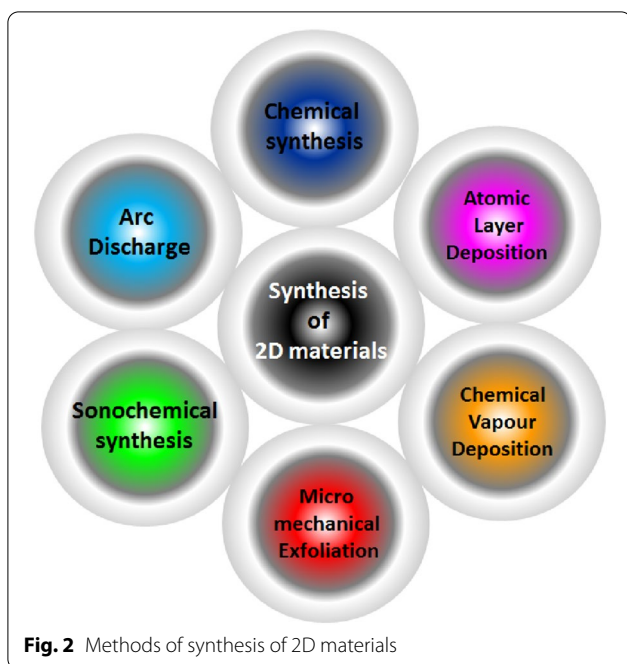 Chemical
synthesis
Arc
Discharge
Atomic
Layer
Deposition
Synthesis
of
2D materials
Sonochemical
synthesis
Chemical
Vapour
Deposition
Micro
mechanical
Exfoliation
Fig. 2 Methods of synthesis of 2D materials